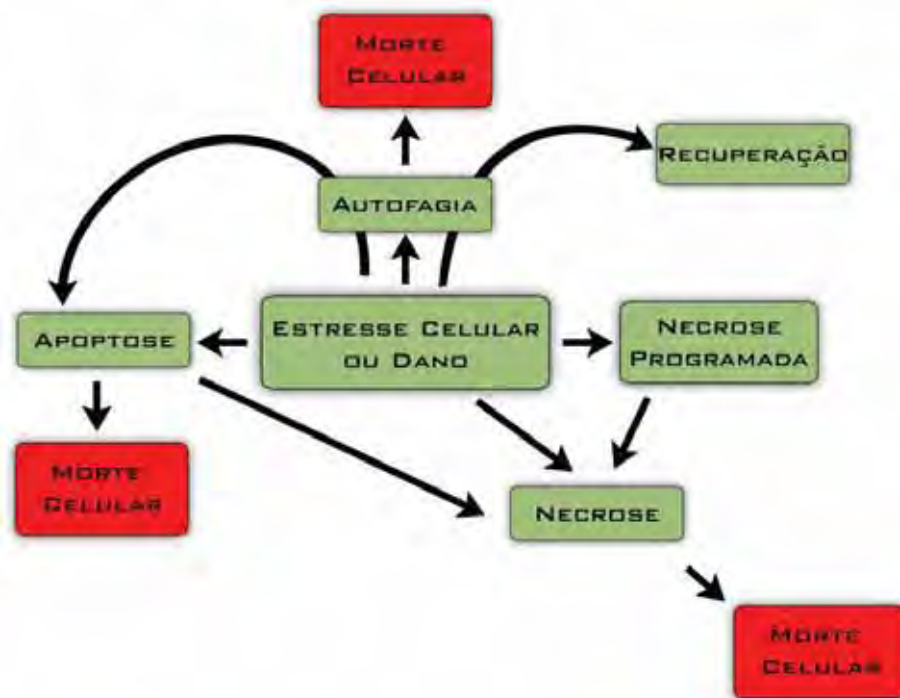 MORTE
CELULAR
RECUPERAÇÃO
AUTOFAGIA
APOPTOSE
ESTRESSE CELULAR
OU DANO
NECROSE
PROGRAMADA
MORTE
CELULAR
NECROSE
MORTE
CELULAR